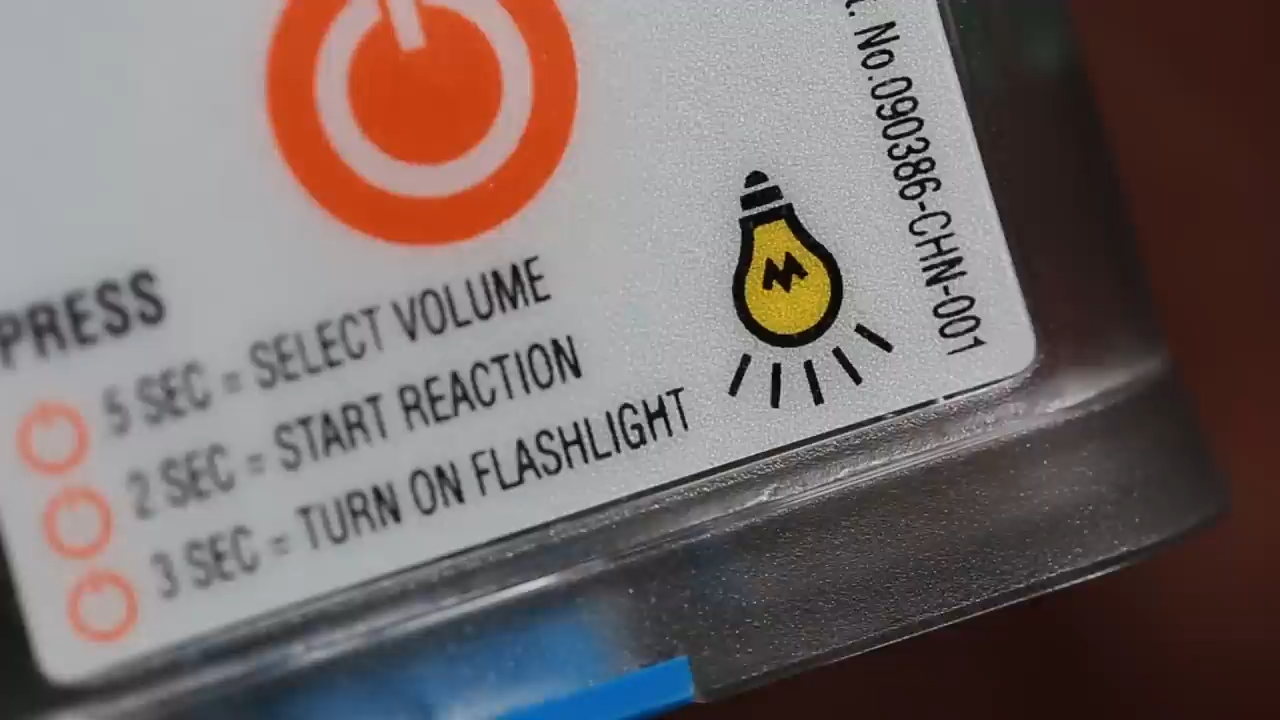 PRESS
5 SEC = SELECT VOLUME
2 SEC = START REACTION
3 SEC = TURN ON FLASHLIGHT
No.090386-CHN-001